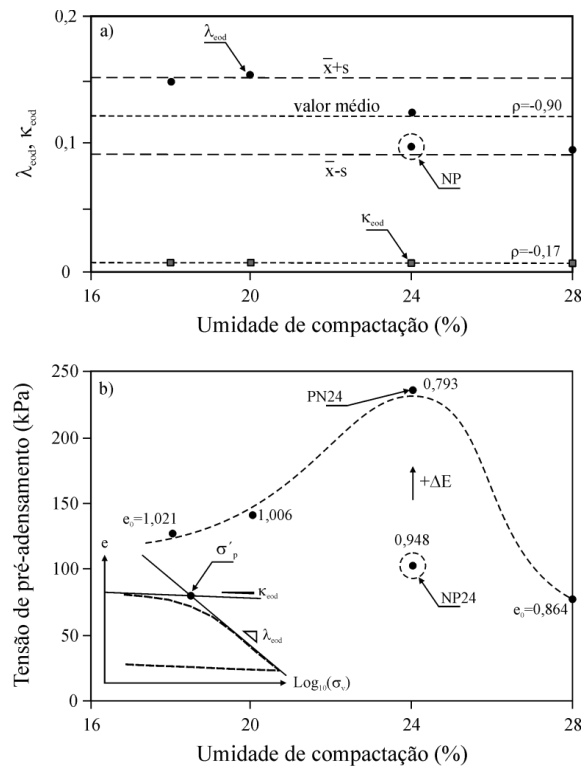 a)
λeod
x̅+s
valor médio
ρ=-0,90
x̅-s
NP
κeod
ρ=-0,17
λeod, κeod
0,2
0,1
0
16
20
24
28
Umidade de compactação (%)
b)
PN24
0,793
+ΔE
e0=1,021
1,006
0,948
NP24
e0=0,864
e
σ´p
κeod
λeod
Log10(σv)
Tensão de pré-adensamento (kPa)
250
200
150
100
50
0
16
20
24
28
Umidade de compactação (%)